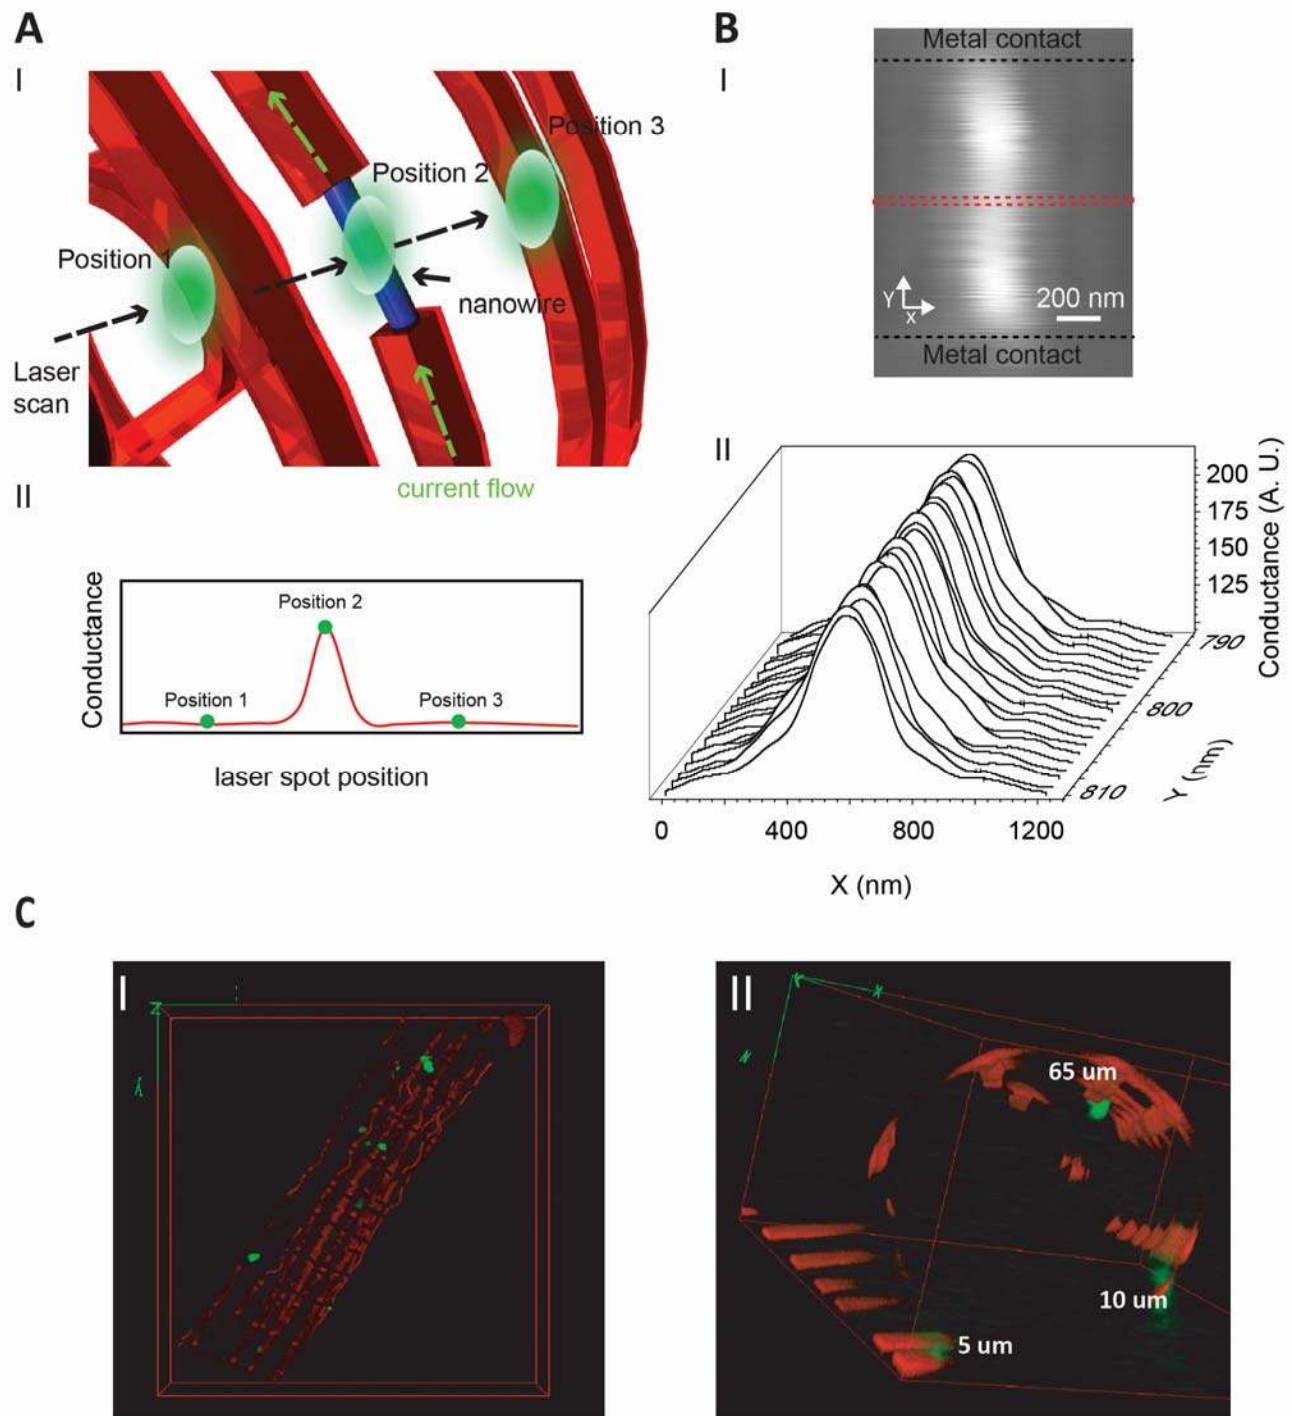 A
I
Position 3
Position 2
Position 1
nanowire
Laser
scan
current flow
II
Conductance
Position 2
Position 1
Position 3
laser spot position
B
I
Metal contact
Y
x
200 nm
Metal contact
II
200
175
150
125
Conductance (A. U.)
790
800
810
Y (nm)
0
400
800
1200
X (nm)
C
I
Z
y
II
X
N
65 um
10 um
5 um